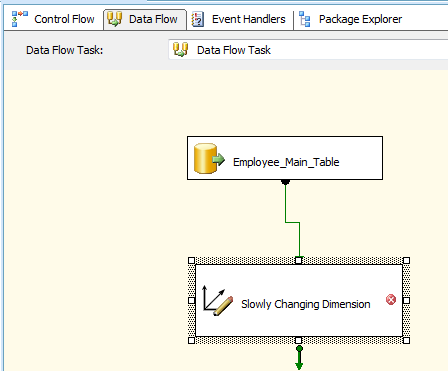 Control Flow Data Flow Event Handlers Package Explorer
Data Flow Task: Data Flow Task
Employee_Main_Table
Slowly Changing Dimension